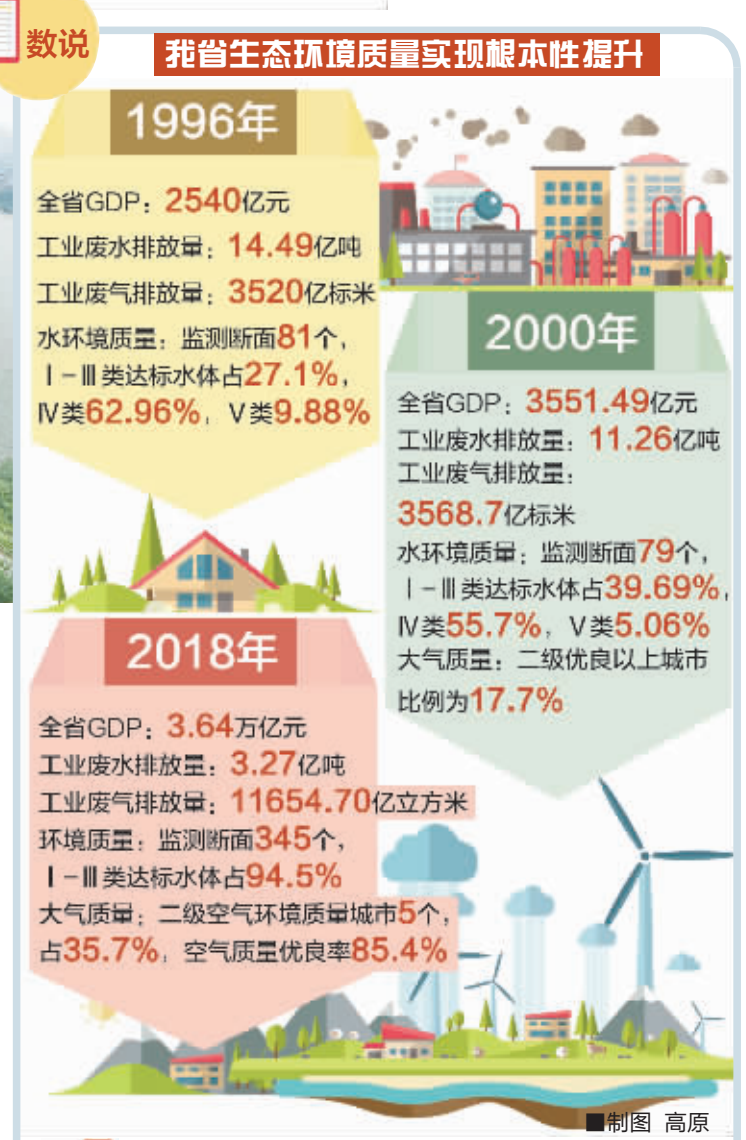 数说
我省生态环境质量实现根本性提升
1996年
全省GDP：2540亿元
工业废水排放量：14.49亿吨
工业废气排放量：3520亿标米
水环境质量：监测断面81个，
Ⅰ-Ⅲ类达标水体占27.1%，
Ⅳ类62.96%，Ⅴ类9.88%
2000年
全省GDP：3551.49亿元
工业废水排放量：11.26亿吨
工业废气排放量：
3568.7亿标米
水环境质量：监测断面79个，
Ⅰ-Ⅲ类达标水体占39.69%，
Ⅳ类55.7%，Ⅴ类5.06%
大气质量：二级优良以上城市
比例为17.7%
2018年
全省GDP：3.64万亿元
工业废水排放量：3.27亿吨
工业废气排放量：11654.70亿立方米
环境质量：监测断面345个，
Ⅰ-Ⅲ类达标水体占94.5%
大气质量：二级空气环境质量城市5个，
占35.7%，空气质量优良率85.4%
■制图 高原